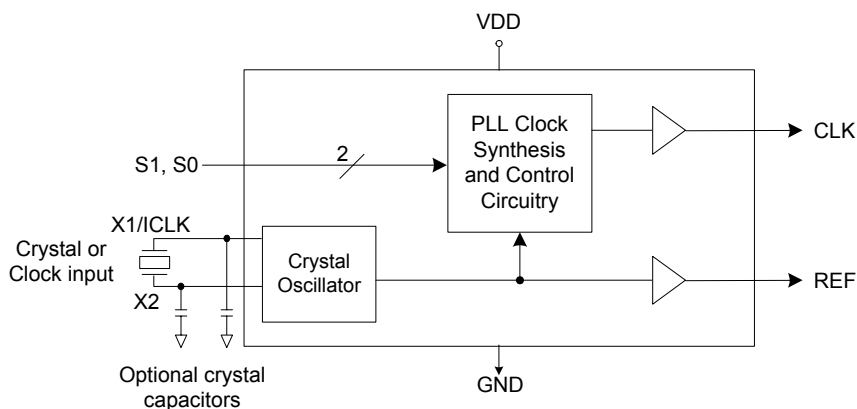 VDD
PLL Clock
Synthesis
and Control
Circuitry
CLK
S1, S0
2
X1/ICLK
Crystal or
Clock input
X2
Crystal
Oscillator
REF
Optional crystal
capacitors
GND